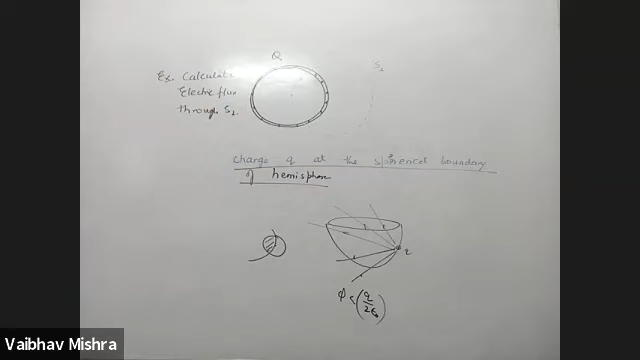 Q
S₁
Ex. Calculate
Electric flux
through S₁.
charge q at the boundary
of hemisphere
q
ϕ < (q/2ε₀)
Vaibhav Mishra